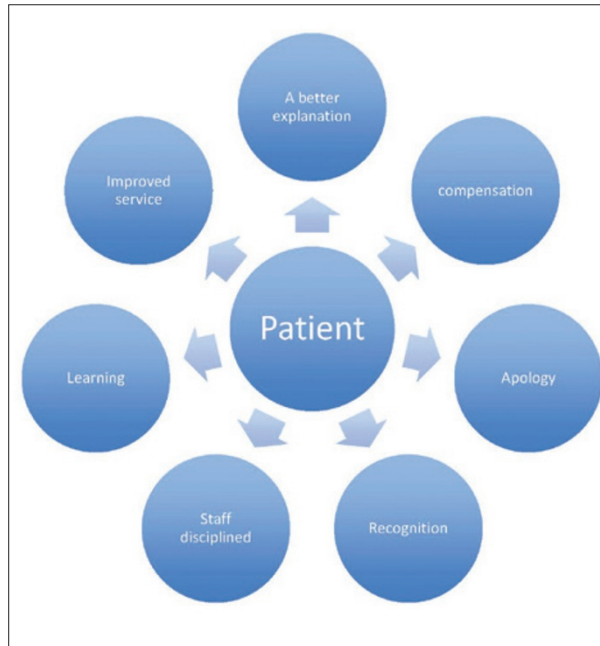 A better
explanation
compensation
Apology
Recognition
Staff
disciplined
Learning
Improved
service
Patient